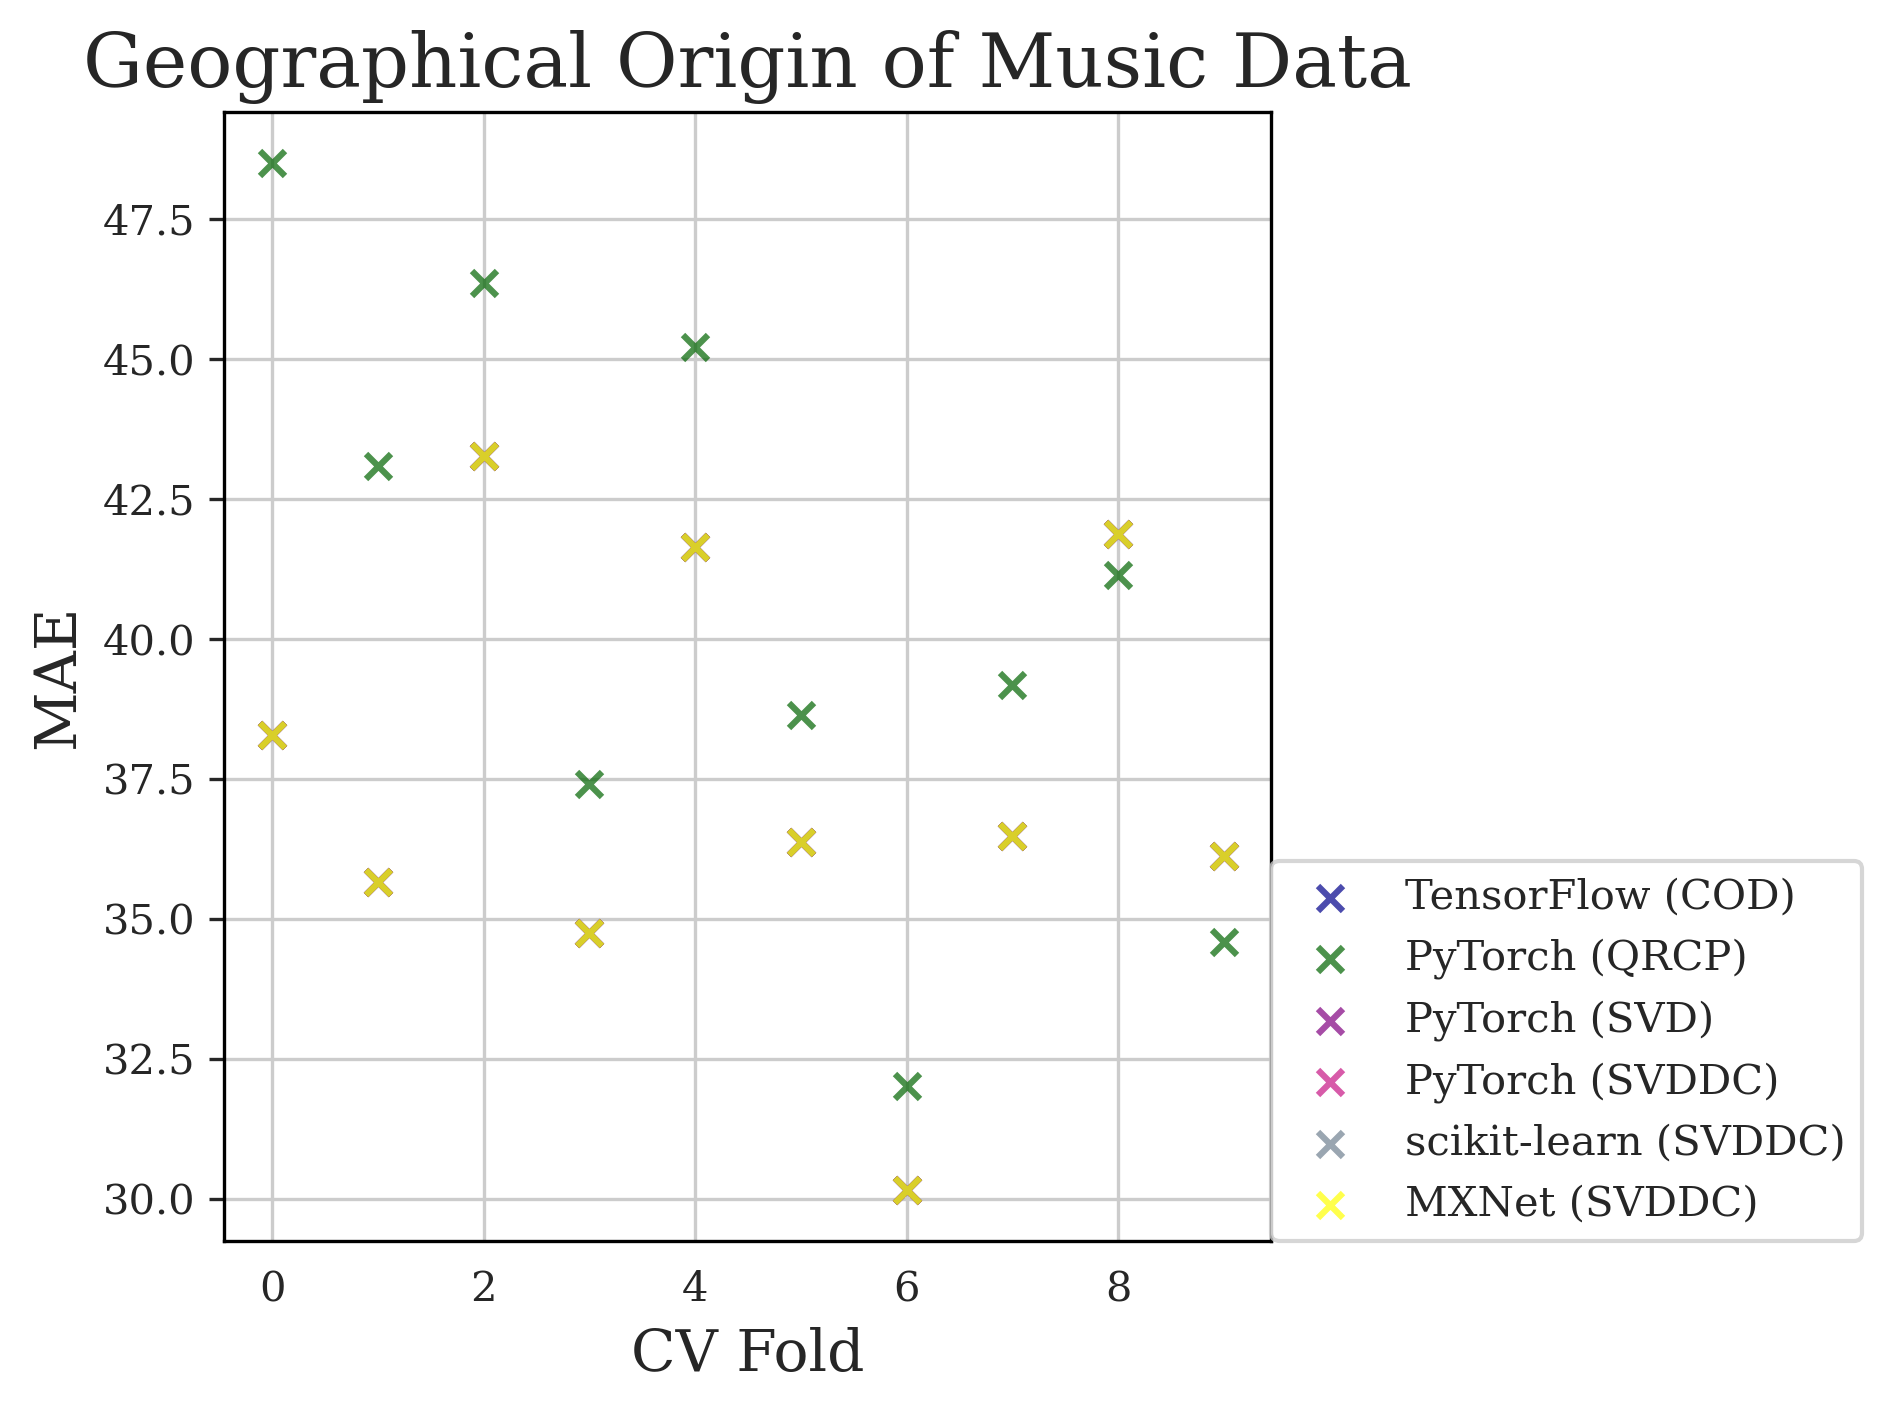 Geographical Origin of Music Data
47.5
45.0
42.5
40.0
37.5
35.0
32.5
30.0
MAE
0 2 4 6 8
CV Fold
TensorFlow (COD)
PyTorch (QRCP)
PyTorch (SVD)
PyTorch (SVDDC)
scikit-learn (SVDDC)
MXNet (SVDDC)